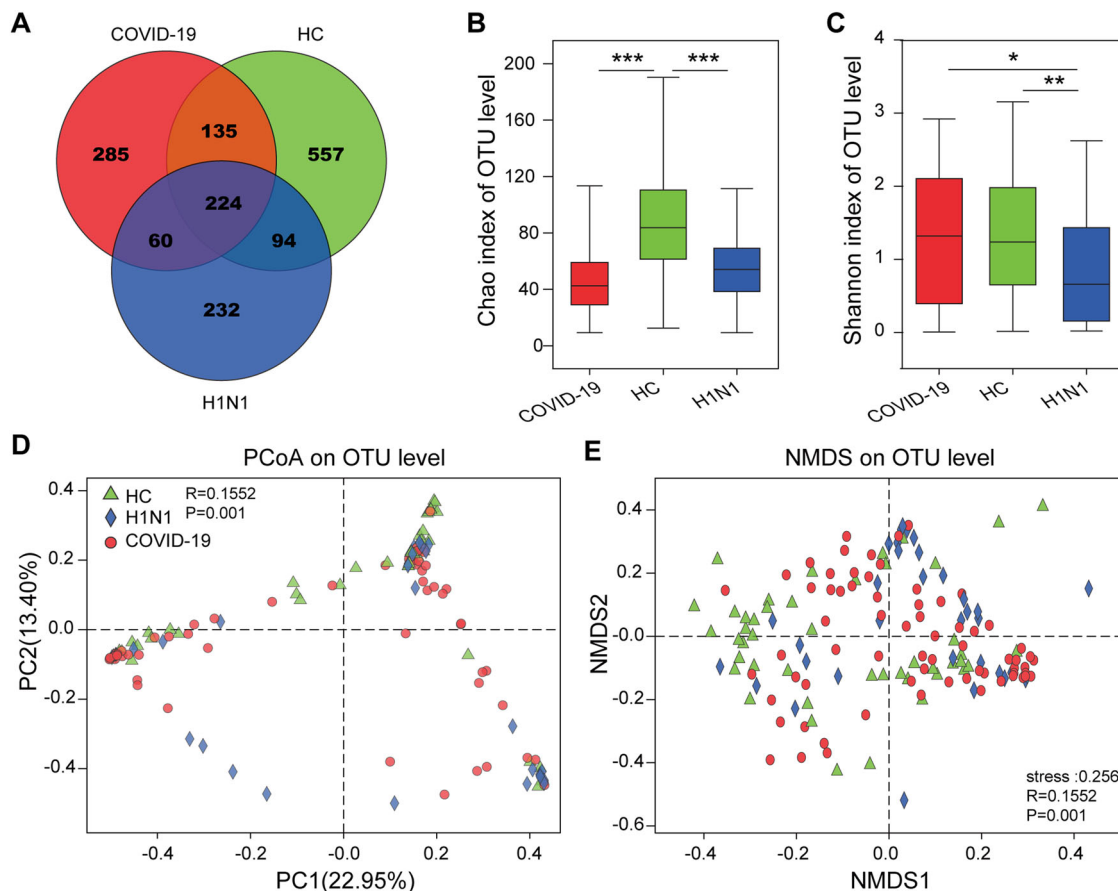 A
COVID-19
HC
285
135
557
224
60
94
232
H1N1
B
Chao index of OTU level
200
160
120
80
40
0
***
***
COVID-19
HC
H1N1
C
Shannon index of OTU level
4
3
2
1
0
*
**
COVID-19
HC
H1N1
D
PCoA on OTU level
HC
H1N1
COVID-19
R=0.1552
P=0.001
PC2(13.40%)
0.4
0.2
0.0
-0.2
-0.4
-0.4
-0.2
-0.0
0.2
0.4
PC1(22.95%)
E
NMDS on OTU level
NMDS2
0.4
0.2
-0.0
-0.2
-0.4
-0.6
stress :0.256
R=0.1552
P=0.001
-0.4
-0.2
0.0
0.2
0.4
NMDS1